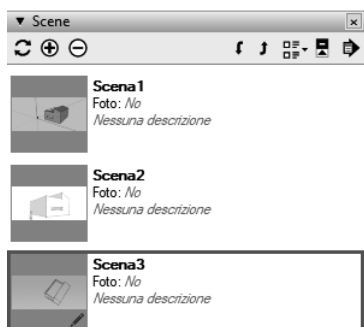 Scene
Scena1
Foto: No
Nessuna descrizione
Scena2
Foto: No
Nessuna descrizione
Scena3
Foto: No
Nessuna descrizione